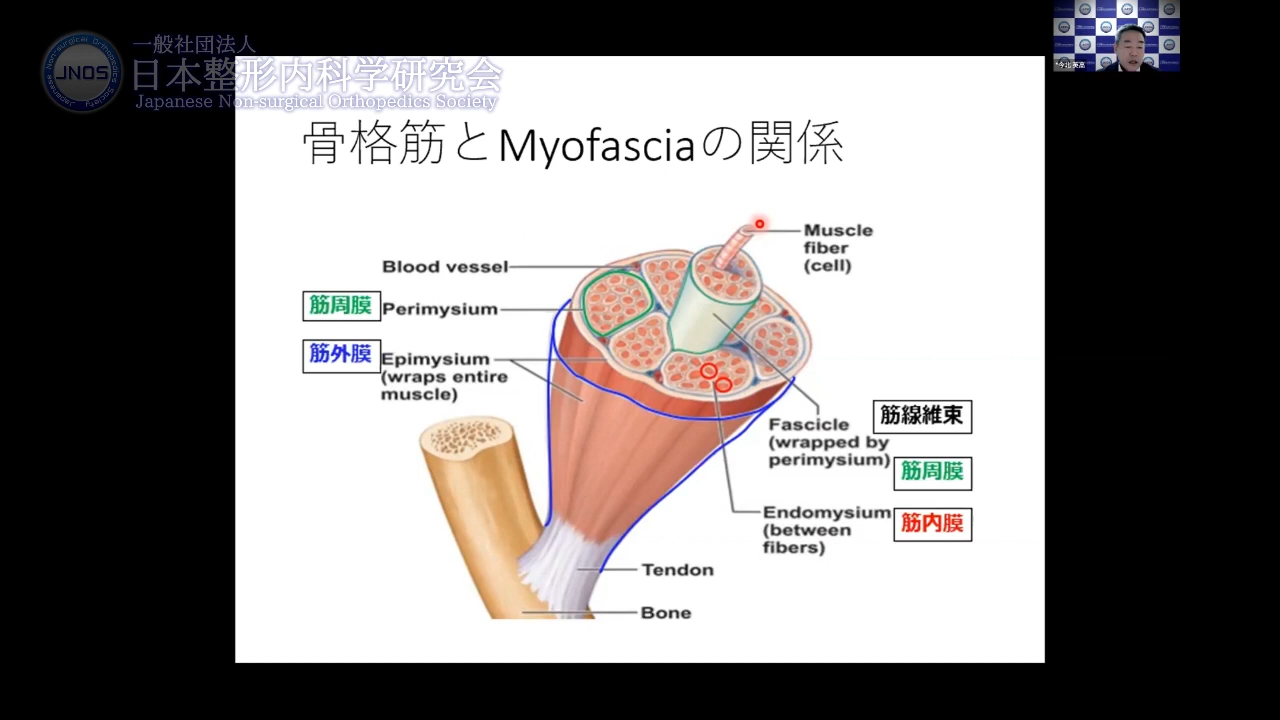 一般社団法人
日本整形内科学研究会
Japanese Non-surgical Orthopedics Society
JNOS
骨格筋とMyofasciaの関係
Muscle
fiber
(cell)
Blood vessel
筋周膜
Perimysium
筋外膜
Epimysium
(wraps entire
muscle)
Fascicle
(wrapped by
perimysium)
筋線維束
筋周膜
Endomysium
(between
fibers)
筋内膜
Tendon
Bone